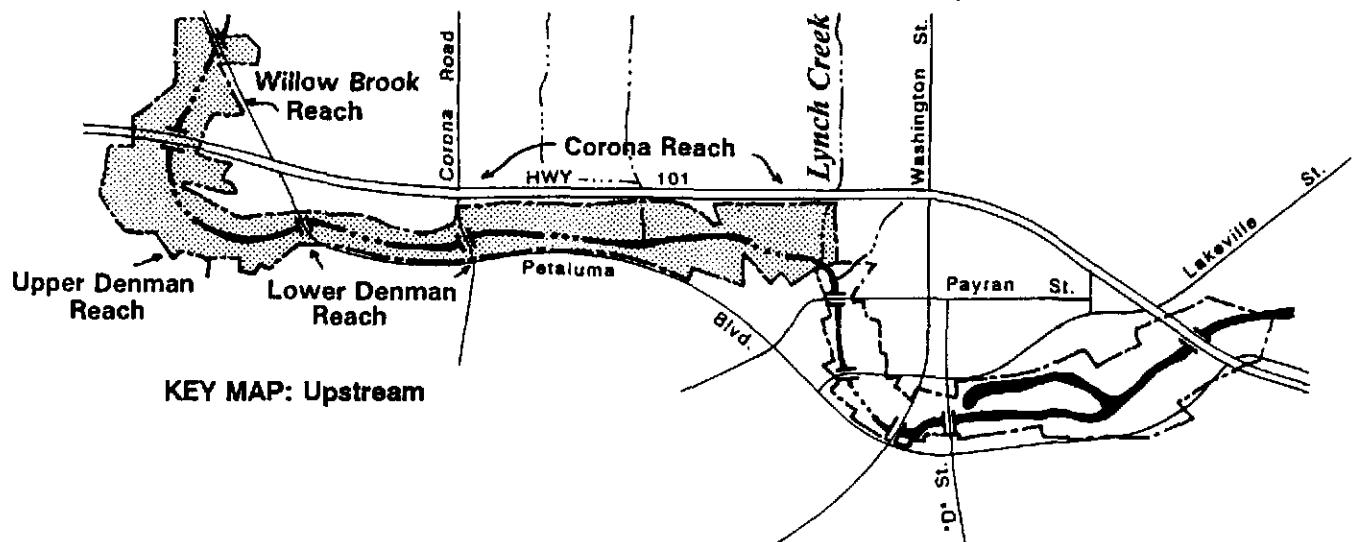 Willow Brook
Reach
Corona Road
Corona Reach
HWY 101
Lynch Creek
Washington St.
Lakeville St.
Upper Denman
Reach
Lower Denman
Reach
Petaluma Blvd.
Payran St.
"D" St.
KEY MAP: Upstream